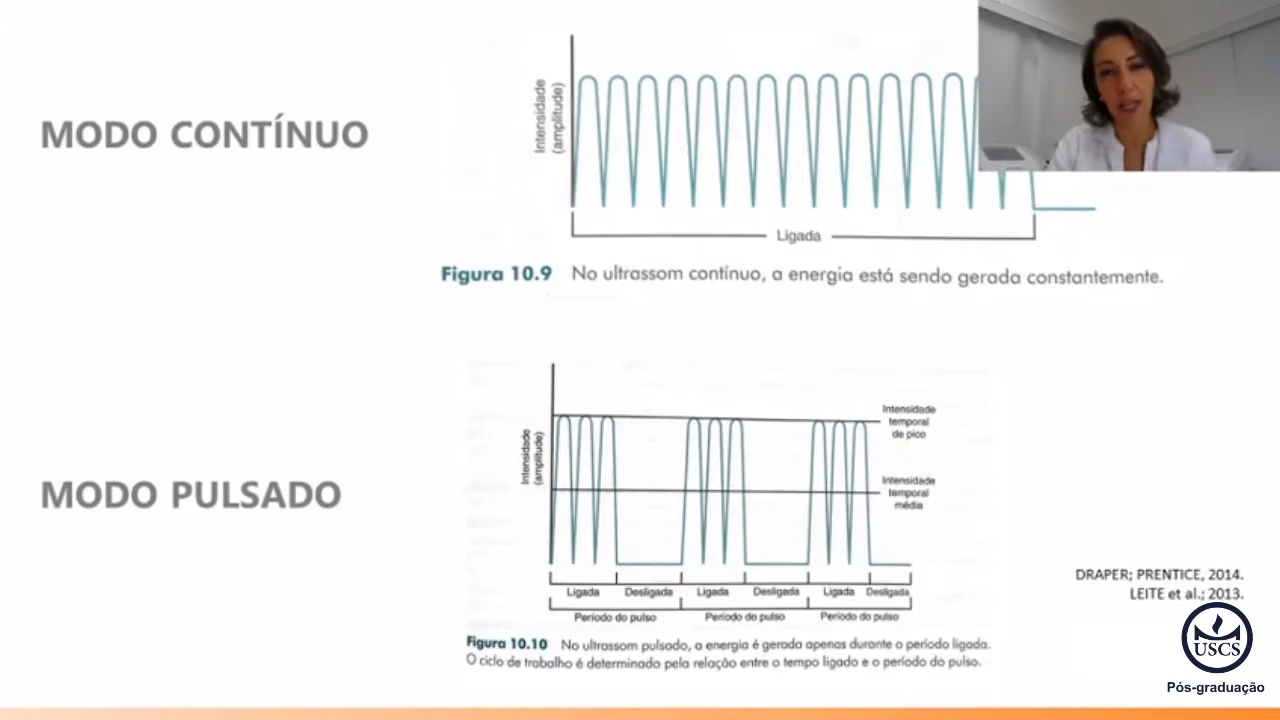 MODO CONTÍNUO
Intensidade
(amplitude)
Ligada
Figura 10.9 No ultrassom contínuo, a energia está sendo gerada constantemente.
MODO PULSADO
Intensidade
(amplitude)
Intensidade
temporal
de pico
Intensidade
temporal
média
Ligada Desligada Ligada Desligada Ligada Desligada
Período do pulso Período do pulso Período do pulso
Figura 10.10 No ultrassom pulsado, a energia é gerada apenas durante o período ligada.
O ciclo de trabalho é determinado pela relação entre o tempo ligado e o período do pulso.
DRAPER; PRENTICE, 2014.
LEITE et al.; 2013.
USCS
Pós-graduação